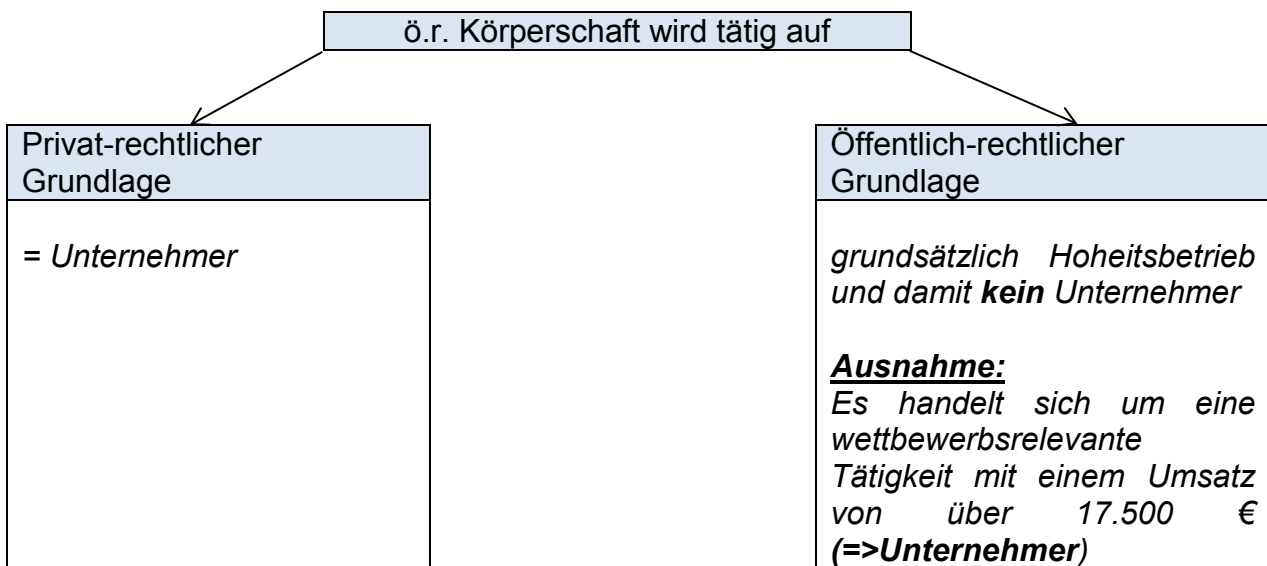 ö.r. Körperschaft wird tätig auf
Privat-rechtlicher
Grundlage
= Unternehmer
Öffentlich-rechtlicher
Grundlage
grundsätzlich Hoheitsbetrieb
und damit kein Unternehmer
Ausnahme:
Es handelt sich um eine
wettbewerbsrelevante
Tätigkeit mit einem Umsatz
von über 17.500 €
(=>Unternehmer)